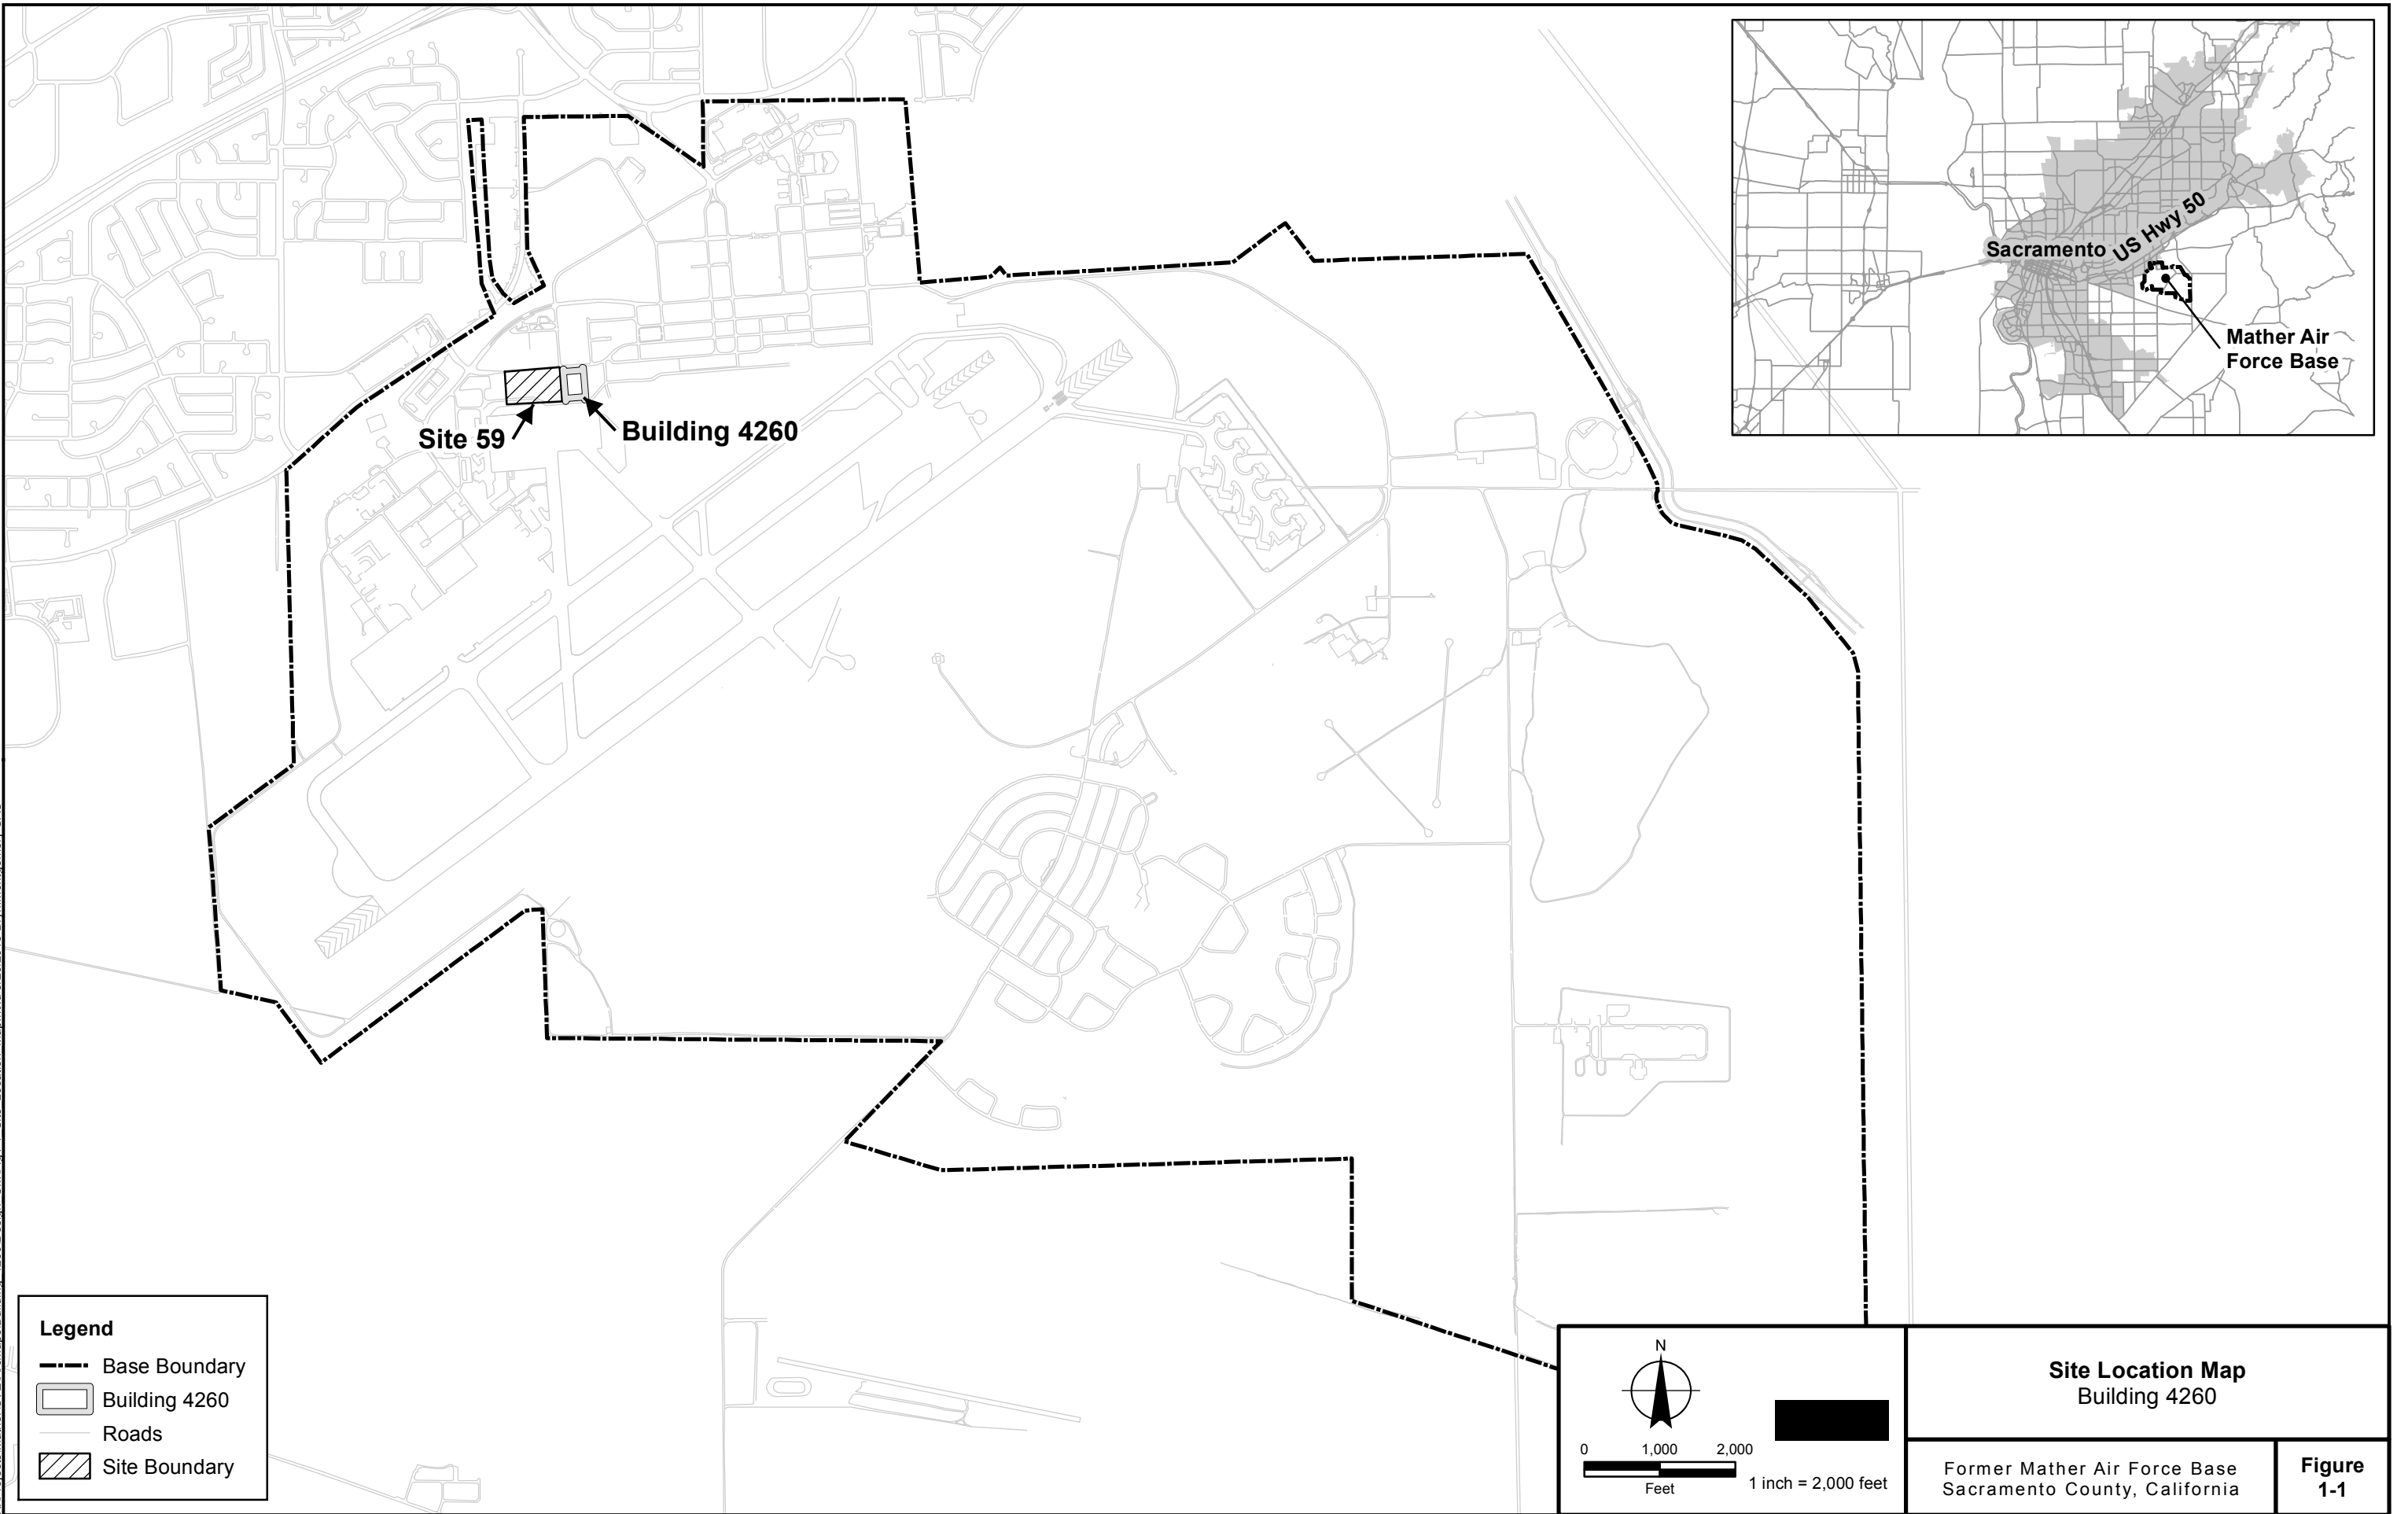 Sacramento
US Hwy 50
Mather Air
Force Base
Site 59
Building 4260
Legend
Base Boundary
Building 4260
Roads
Site Boundary
N
0 1,000 2,000
Feet
1 inch = 2,000 feet
Site Location Map
Building 4260
Former Mather Air Force Base
Sacramento County, California
Figure
1-1